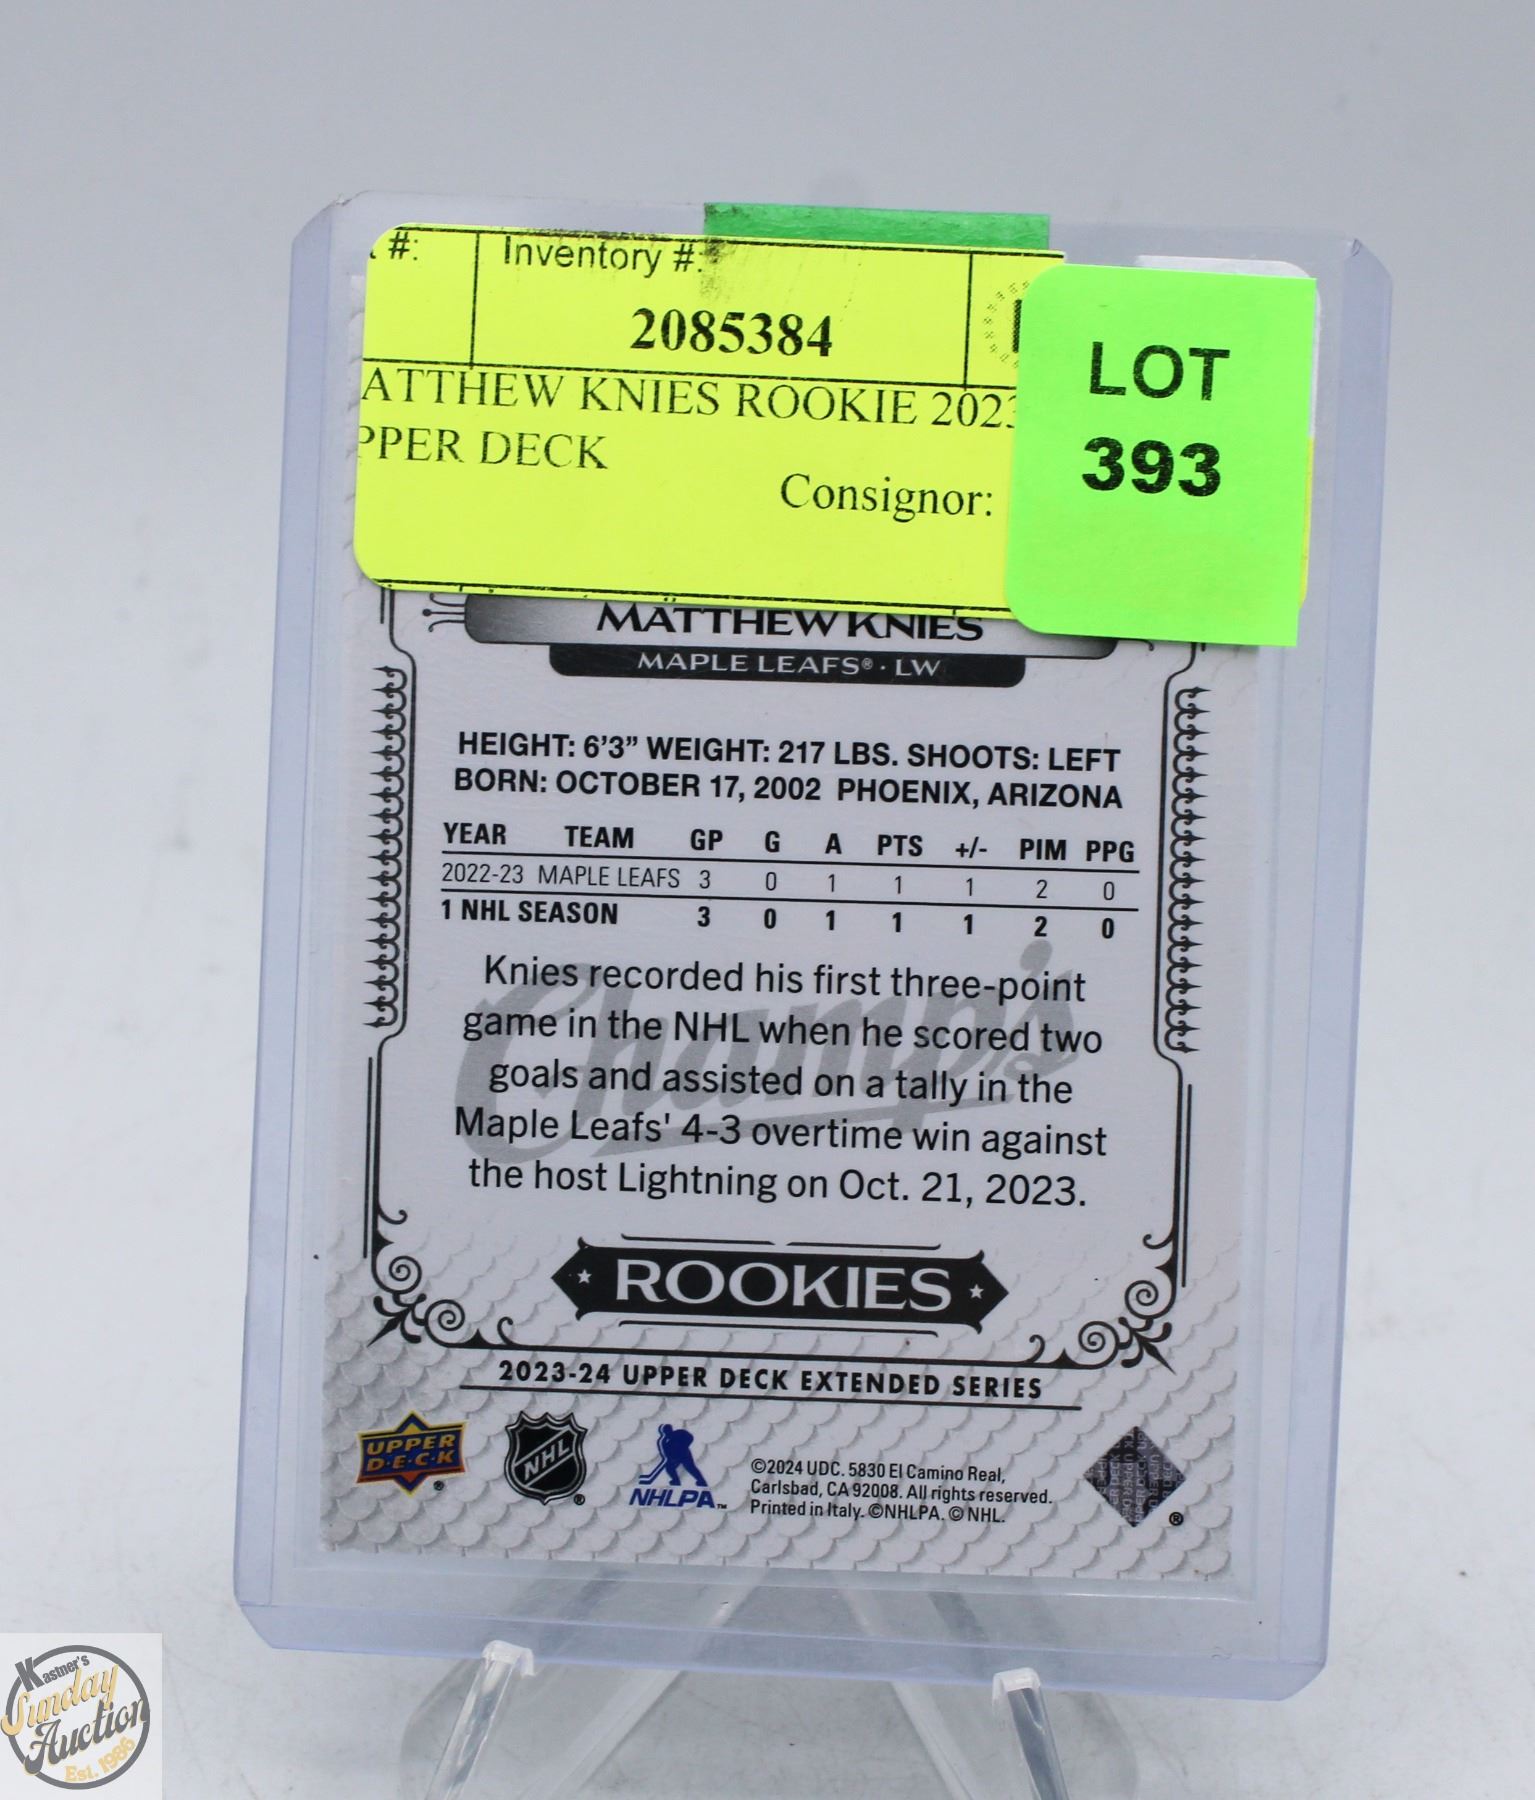 #:
Inventory #:
2085384
ATTHEW KNIES ROOKIE 202
PPER DECK
Consignor:
LOT
393
MATTHEW KNIES
MAPLE LEAFS® · LW
HEIGHT: 6'3" WEIGHT: 217 LBS. SHOOTS: LEFT
BORN: OCTOBER 17, 2002 PHOENIX, ARIZONA
YEAR TEAM GP G A PTS +/- PIM PPG
2022-23 MAPLE LEAFS 3 0 1 1 1 2 0
1 NHL SEASON 3 0 1 1 1 2 0
Champ's
Knies recorded his first three-point
game in the NHL when he scored two
goals and assisted on a tally in the
Maple Leafs' 4-3 overtime win against
the host Lightning on Oct. 21, 2023.
ROOKIES
2023-24 UPPER DECK EXTENDED SERIES
UPPER
D·E·C·K
®
NHL
®
NHLPA™
©2024 UDC. 5830 El Camino Real,
Carlsbad, CA 92008. All rights reserved.
Printed in Italy. ©NHLPA. © NHL.
®
Kastner's
Sunday
Auction
Est. 1986